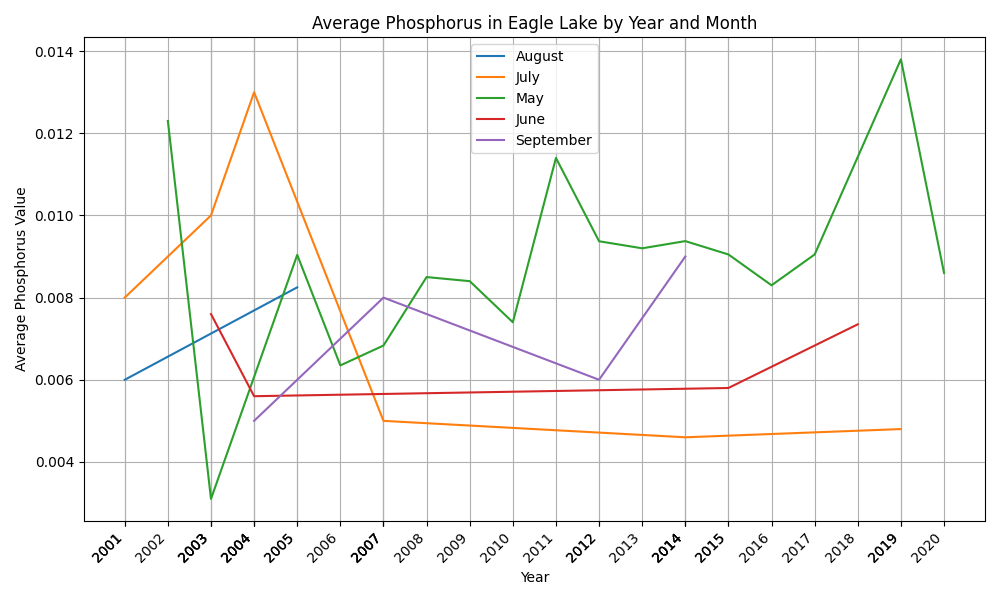 Average Phosphorus in Eagle Lake by Year and Month
August
July
May
June
September
Average Phosphorus Value
0.014
0.012
0.010
0.008
0.006
0.004
2001 2002 2003 2004 2005 2006 2007 2008 2009 2010 2011 2012 2013 2014 2015 2016 2017 2018 2019 2020
Year